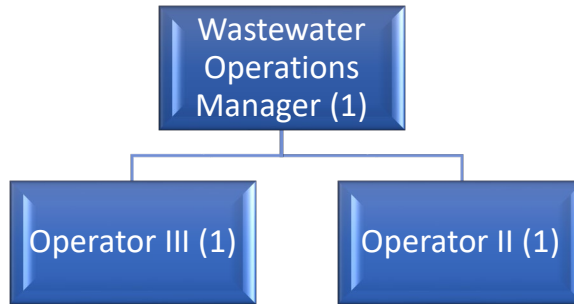 Wastewater
Operations
Manager (1)
Operator III (1)
Operator II (1)